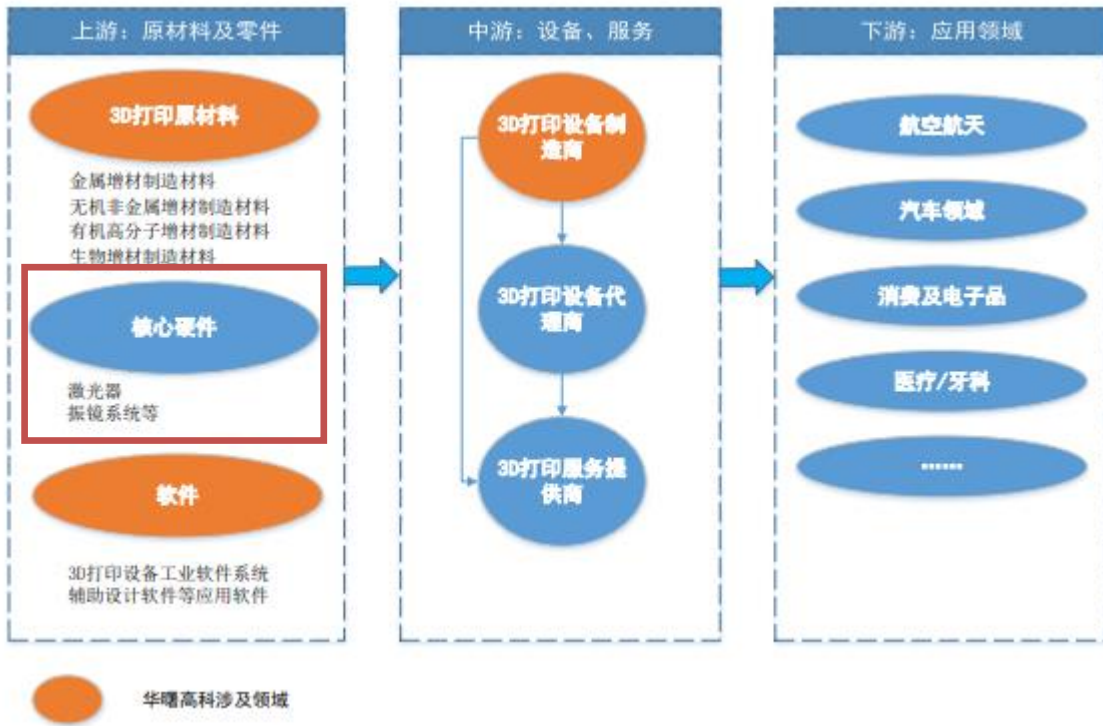 上游：原材料及零件
3D打印原材料
金属增材制造材料
无机非金属增材制造材料
有机高分子增材制造材料
生物增材制造材料
核心硬件
激光器
振镜系统等
软件
3D打印设备工业软件系统
辅助设计软件等应用软件
中游：设备、服务
3D打印设备制
造商
3D打印设备代
理商
3D打印服务提
供商
下游：应用领域
航空航天
汽车领域
消费及电子品
医疗/牙科
……
华曙高科涉及领域